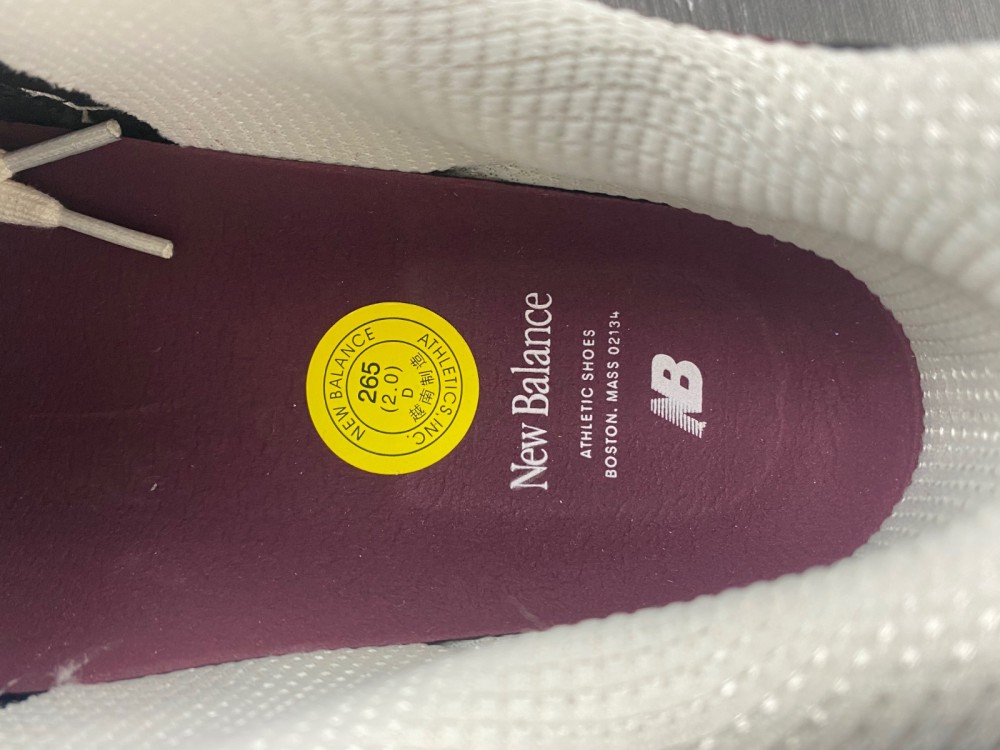 NEW BALANCE ATHLETICS, INC.
265
(2.0)
D
越南制造
New Balance
ATHLETIC SHOES
BOSTON. MASS 02134
NB